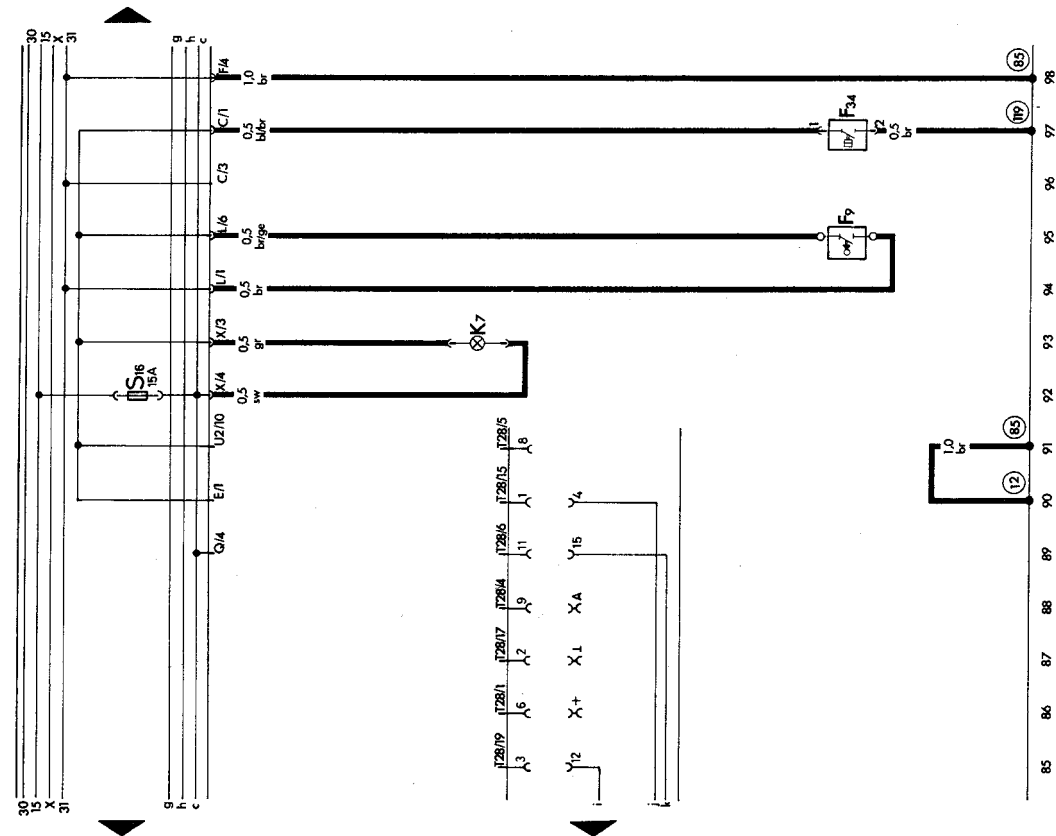 30
15
X
31
g
h
c
F/4
1,0
br
85
98
C/1
0,5
bl/br
1
F34
2
0,5
br
119
97
C/3
96
L/6
0,5
br/ge
F9
95
L/1
0,5
br
94
X/3
0,5
gr
K7
93
S16
15A
X/4
0,5
sw
92
U2/10
T28/5
8
1,0
br
85
91
E/1
T28/15
1
4
12
90
Q/4
T28/6
11
15
89
T28/4
9
A
88
T28/17
2
87
T28/1
6
+
86
T28/19
3
12
85
30
15
X
31
g
h
c
i
j
k